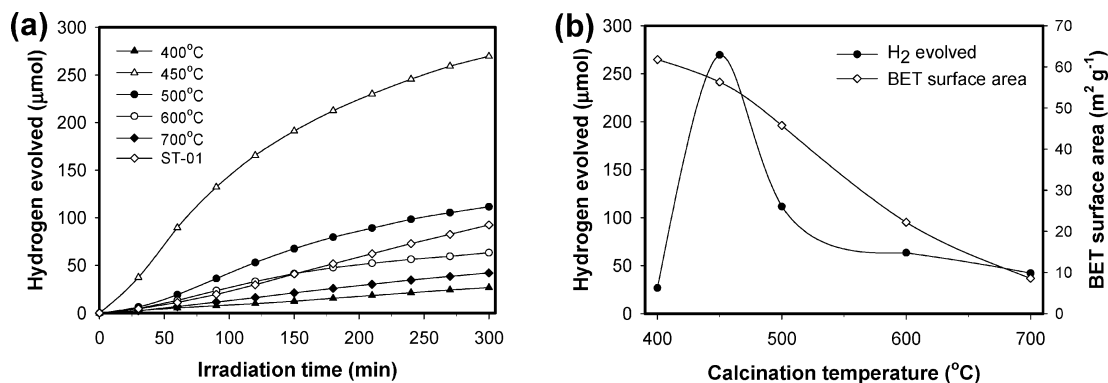 (a)
300
250
200
150
100
50
0
Hydrogen evolved (μmol)
400°C
450°C
500°C
600°C
700°C
ST-01
0 50 100 150 200 250 300
Irradiation time (min)
(b)
300
250
200
150
100
50
0
Hydrogen evolved (μmol)
H2 evolved
BET surface area
70
60
50
40
30
20
10
0
BET surface area (m² g⁻¹)
400 500 600 700
Calcination temperature (°C)